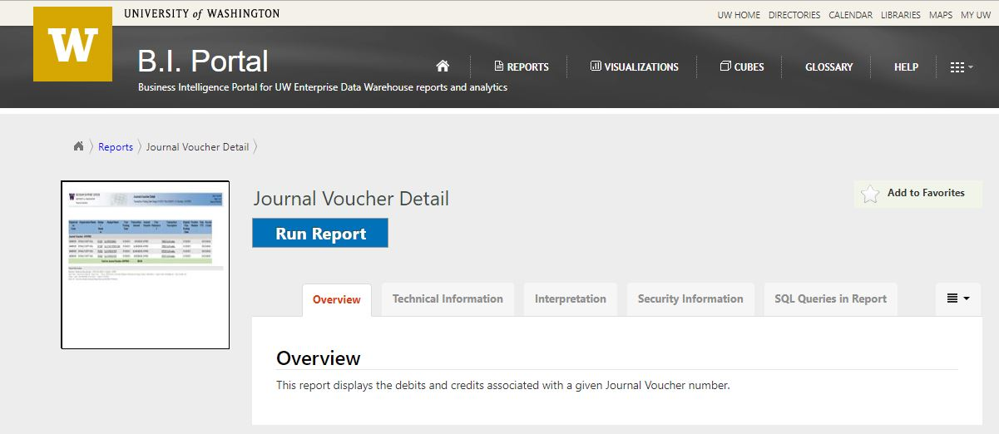 W
UNIVERSITY of WASHINGTON
UW HOME DIRECTORIES CALENDAR LIBRARIES MAPS MY UW
B.I. Portal
Business Intelligence Portal for UW Enterprise Data Warehouse reports and analytics
REPORTS VISUALIZATIONS CUBES GLOSSARY HELP
Reports Journal Voucher Detail
Journal Voucher Detail
Add to Favorites
Run Report
Overview Technical Information Interpretation Security Information SQL Queries in Report
Overview
This report displays the debits and credits associated with a given Journal Voucher number.